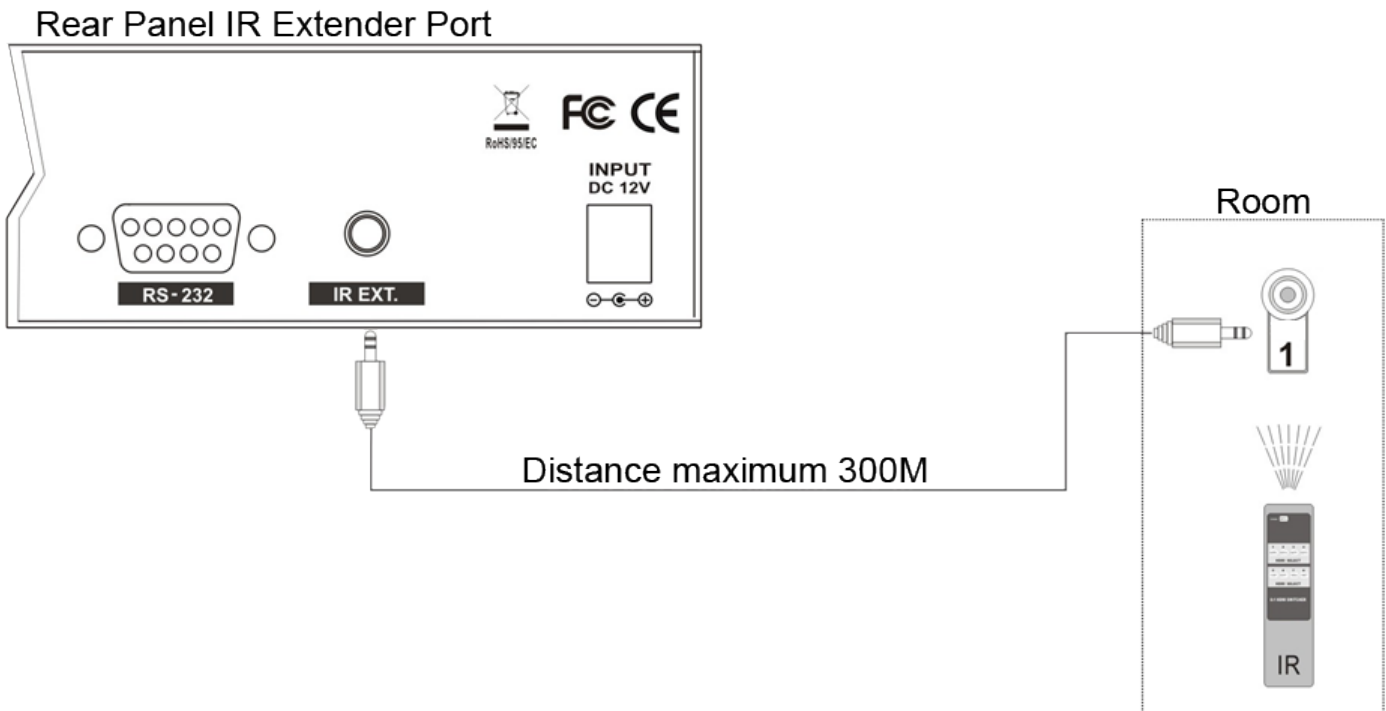 Rear Panel IR Extender Port
RoHS/95/EC
FC CE
INPUT
DC 12V
RS-232
IR EXT.
Distance maximum 300M
Room
1
IR